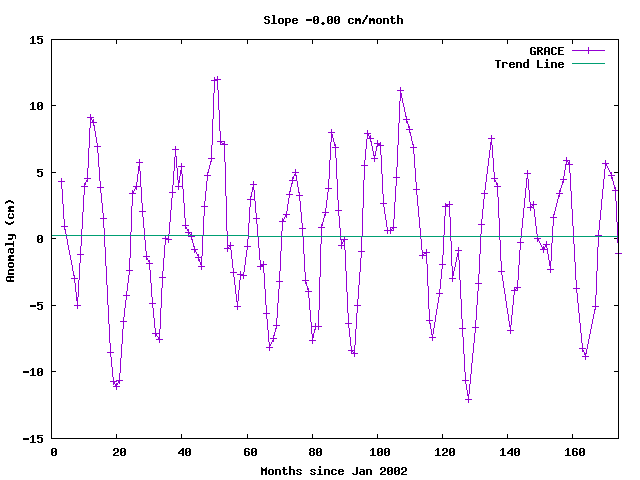 Slope -0.00 cm/month
15
GRACE
Trend Line
10
5
0
-5
-10
-15
Anomaly (cm)
0 20 40 60 80 100 120 140 160
Months since Jan 2002